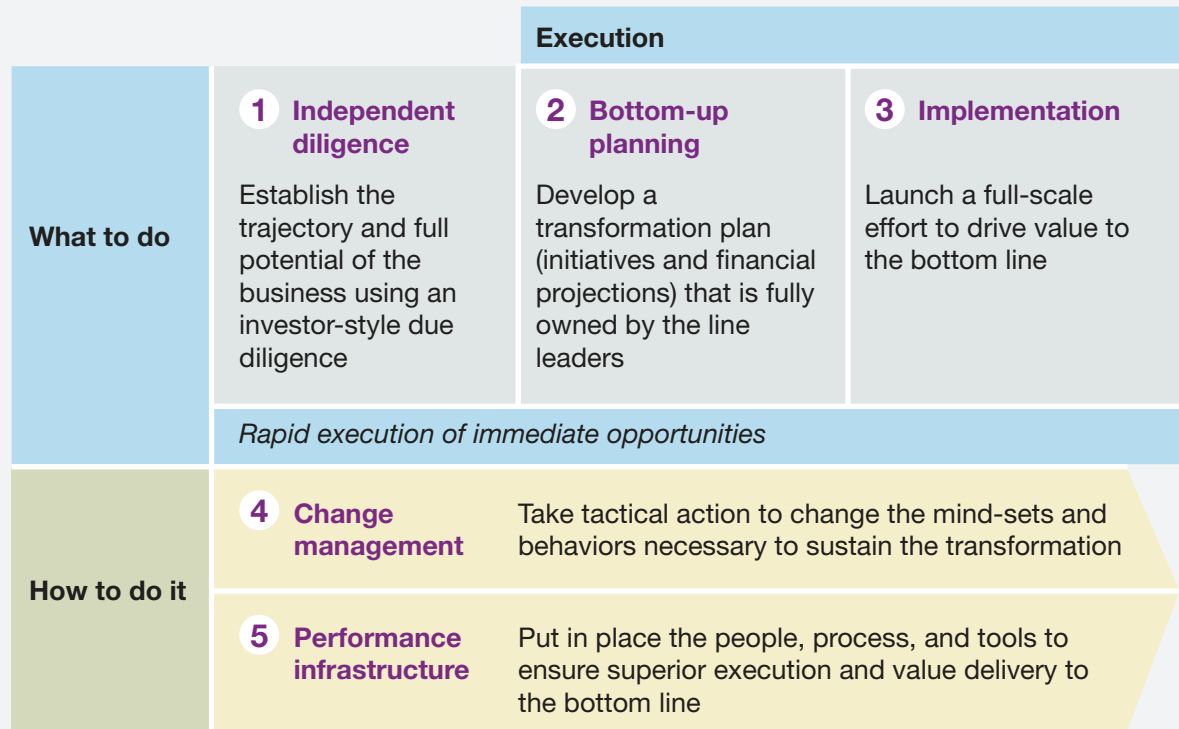 Execution
What to do
1 Independent
diligence
Establish the
trajectory and full
potential of the
business using an
investor-style due
diligence
2 Bottom-up
planning
Develop a
transformation plan
(initiatives and financial
projections) that is fully
owned by the line
leaders
3 Implementation
Launch a full-scale
effort to drive value to
the bottom line
Rapid execution of immediate opportunities
How to do it
4 Change
management
Take tactical action to change the mind-sets and
behaviors necessary to sustain the transformation
5 Performance
infrastructure
Put in place the people, process, and tools to
ensure superior execution and value delivery to
the bottom line